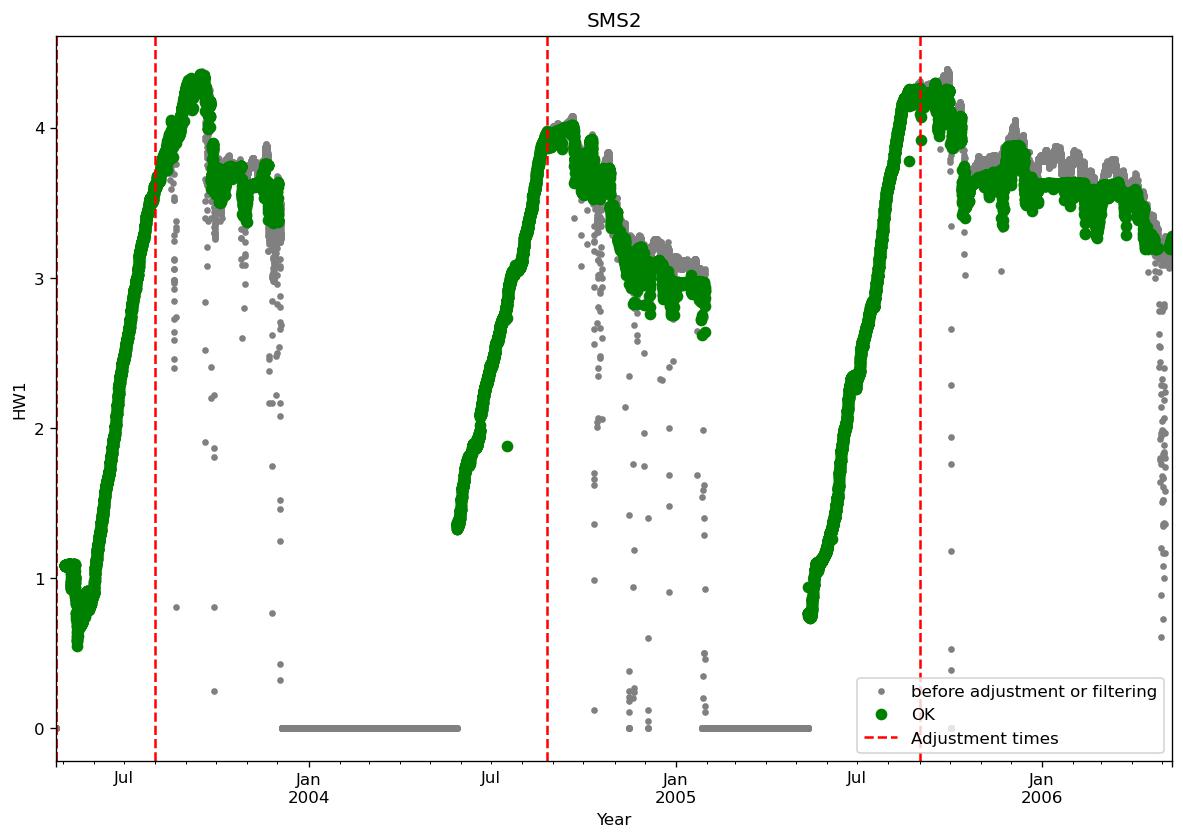 SMS2
HW1
4
3
2
1
0
before adjustment or filtering
OK
Adjustment times
Jul
Jan
2004
Jul
Jan
2005
Jul
Jan
2006
Year